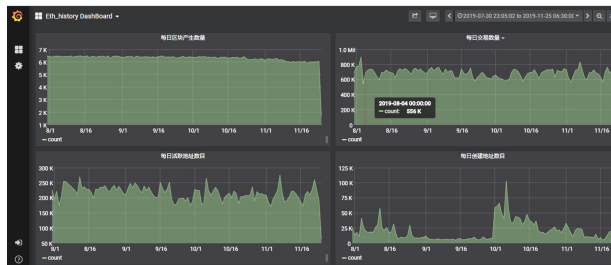 Eth_history DashBoard
2019-07-30 23:05:02 to 2019-11-25 06:30:00
每日区块产生数量
7 K
6 K
5 K
4 K
3 K
2 K
1 K
8/1 8/16 9/1 9/16 10/1 10/16 11/1 11/16
count
每日交易数量
1.0 Mil
800 K
600 K
400 K
200 K
0
2019-08-04 00:00:00
count: 556 K
8/1 8/16 9/1 9/16 10/1 10/16 11/1 11/16
count
每日活跃地址数目
300 K
250 K
200 K
150 K
100 K
50 K
8/1 8/16 9/1 9/16 10/1 10/16 11/1 11/16
count
每日创建地址数目
125 K
100 K
75 K
50 K
25 K
0
8/1 8/16 9/1 9/16 10/1 10/16 11/1 11/16
count